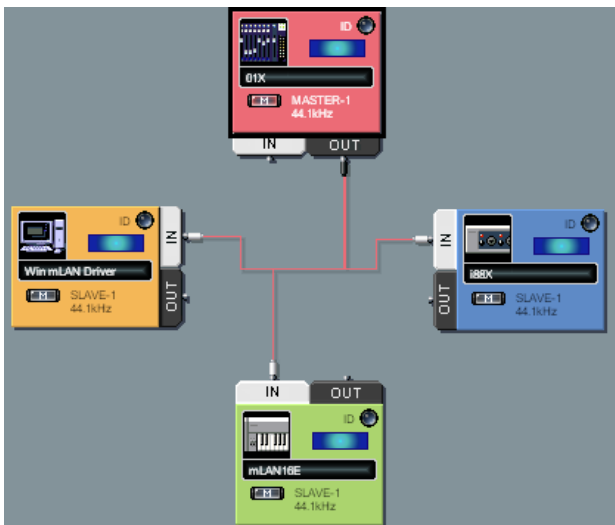 ID
01X
M
MASTER-1
44.1kHz
IN
OUT
ID
IN
Win mLAN Driver
OUT
M
SLAVE-1
44.1kHz
ID
IN
i88X
OUT
M
SLAVE-1
44.1kHz
IN
OUT
ID
mLAN16E
M
SLAVE-1
44.1kHz